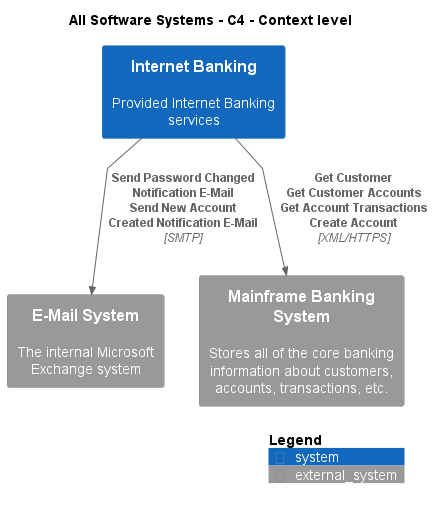 All Software Systems - C4 - Context level
Internet Banking
Provided Internet Banking
services
Send Password Changed
Notification E-Mail
Send New Account
Created Notification E-Mail
[SMTP]
Get Customer
Get Customer Accounts
Get Account Transactions
Create Account
[XML/HTTPS]
E-Mail System
The internal Microsoft
Exchange system
Mainframe Banking
System
Stores all of the core banking
information about customers,
accounts, transactions, etc.
Legend
system
external_system